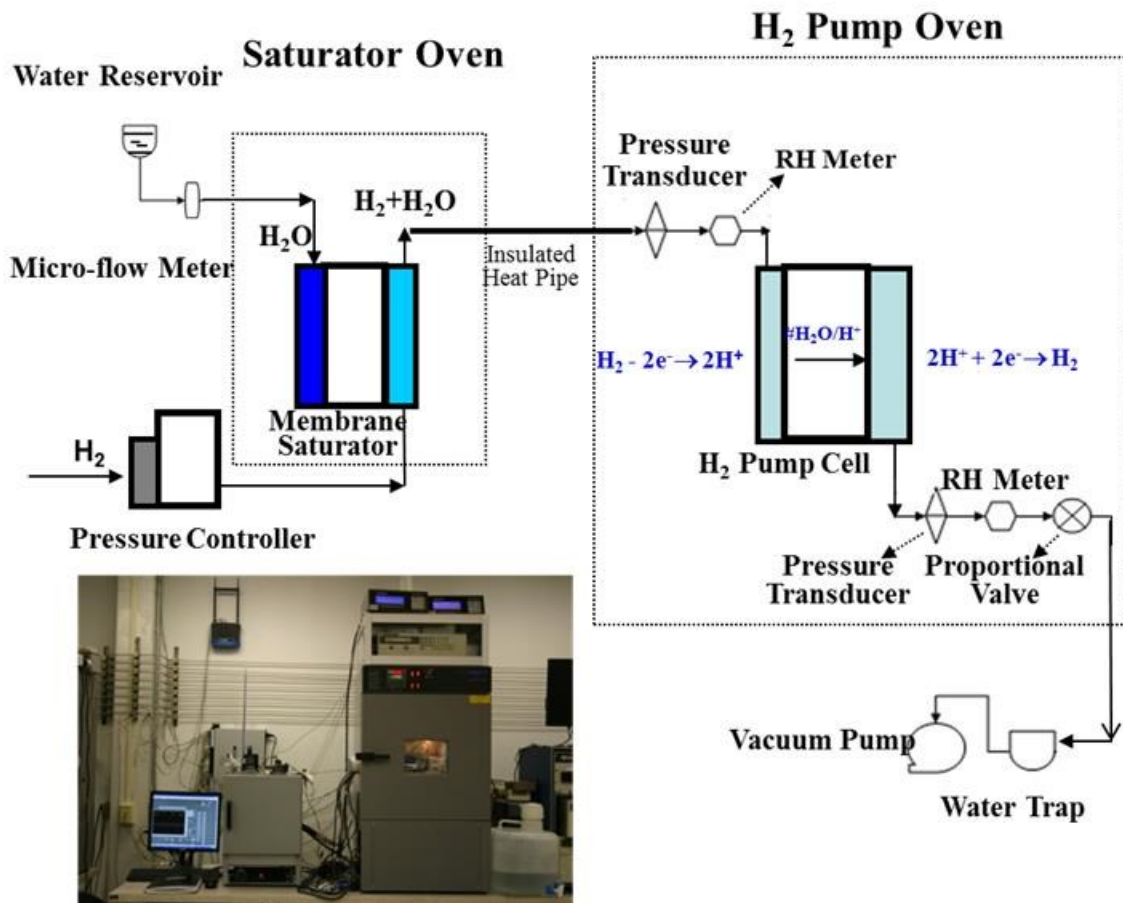 H₂ Pump Oven
Saturator Oven
Water Reservoir
Pressure
Transducer
RH Meter
H₂+H₂O
H₂O
Insulated
Heat Pipe
Micro-flow Meter
#H₂O/H⁺
H₂ - 2e⁻→2H⁺
2H⁺ + 2e⁻→H₂
Membrane
Saturator
H₂
H₂ Pump Cell
RH Meter
Pressure Controller
Pressure
Transducer
Proportional
Valve
Vacuum Pump
Water Trap